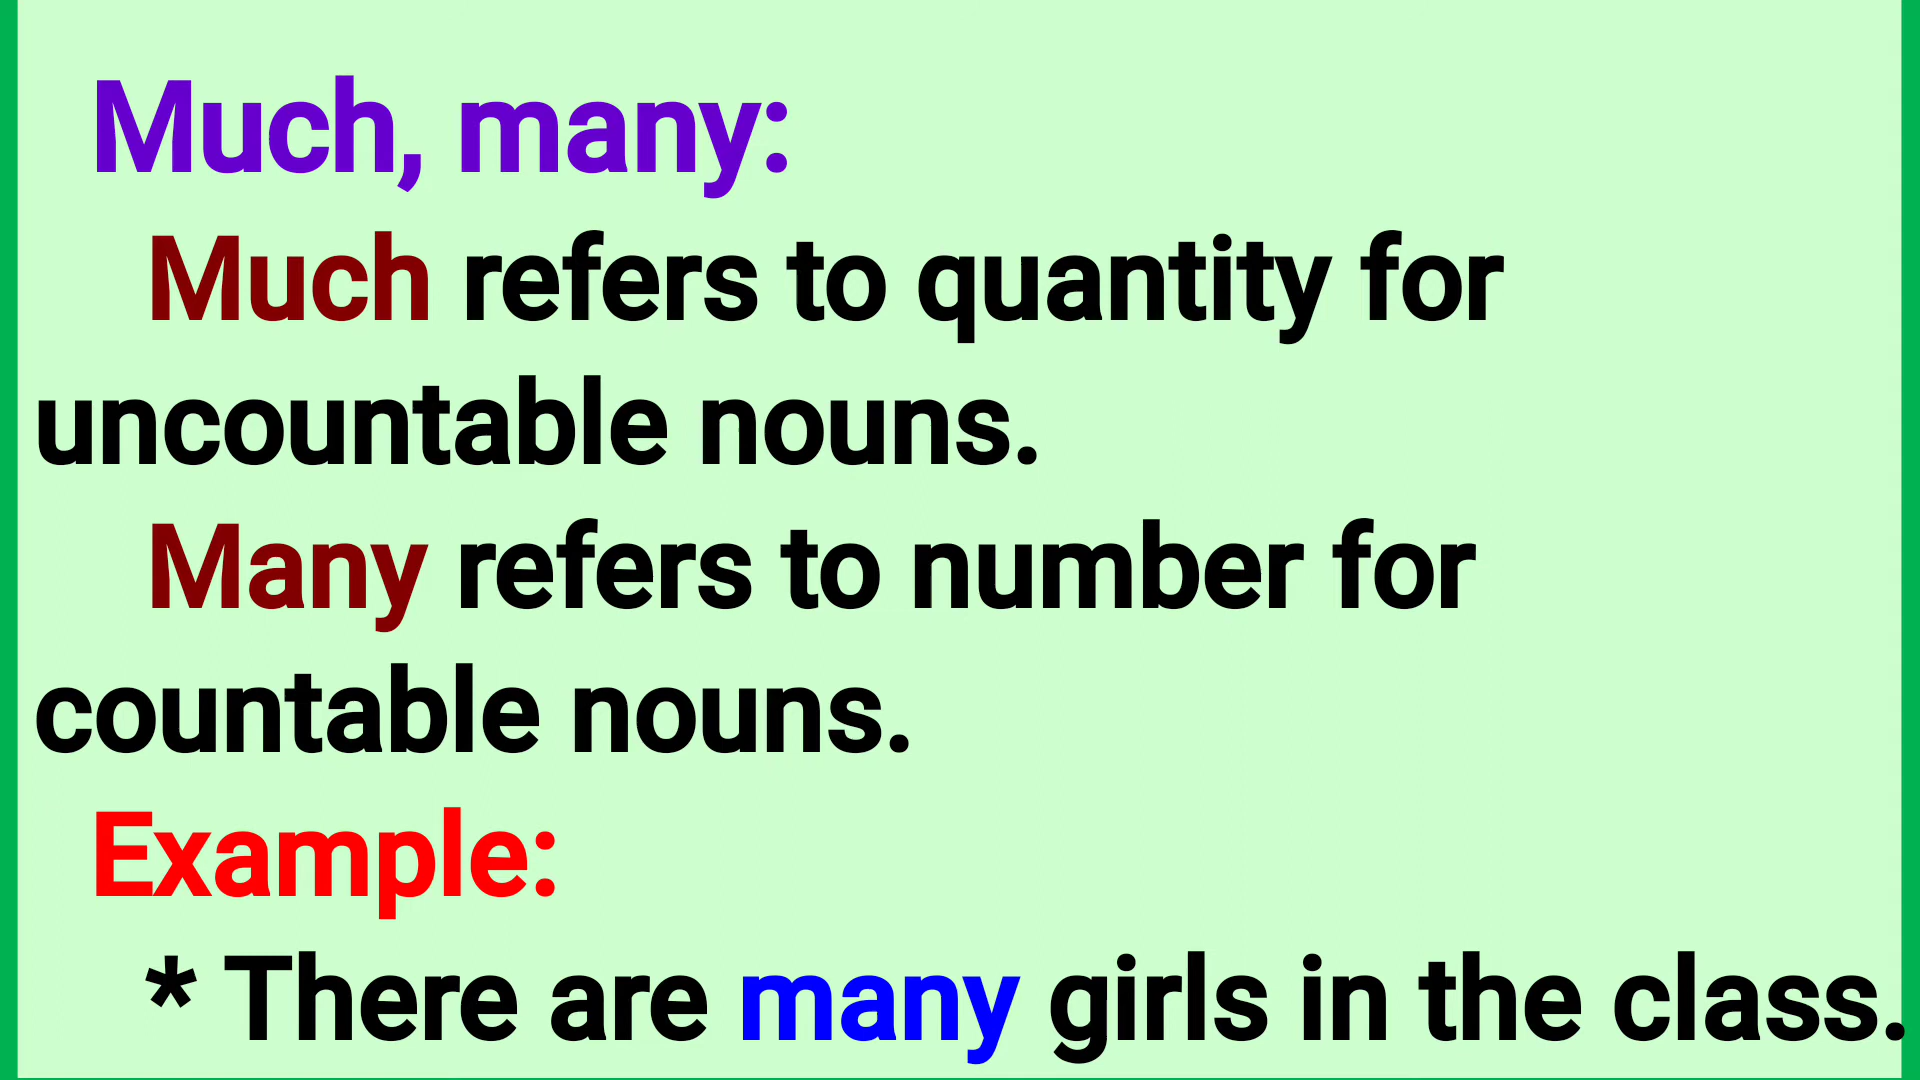 Much, many:
Much refers to quantity for
uncountable nouns.
Many refers to number for
countable nouns.
Example:
* There are many girls in the class.